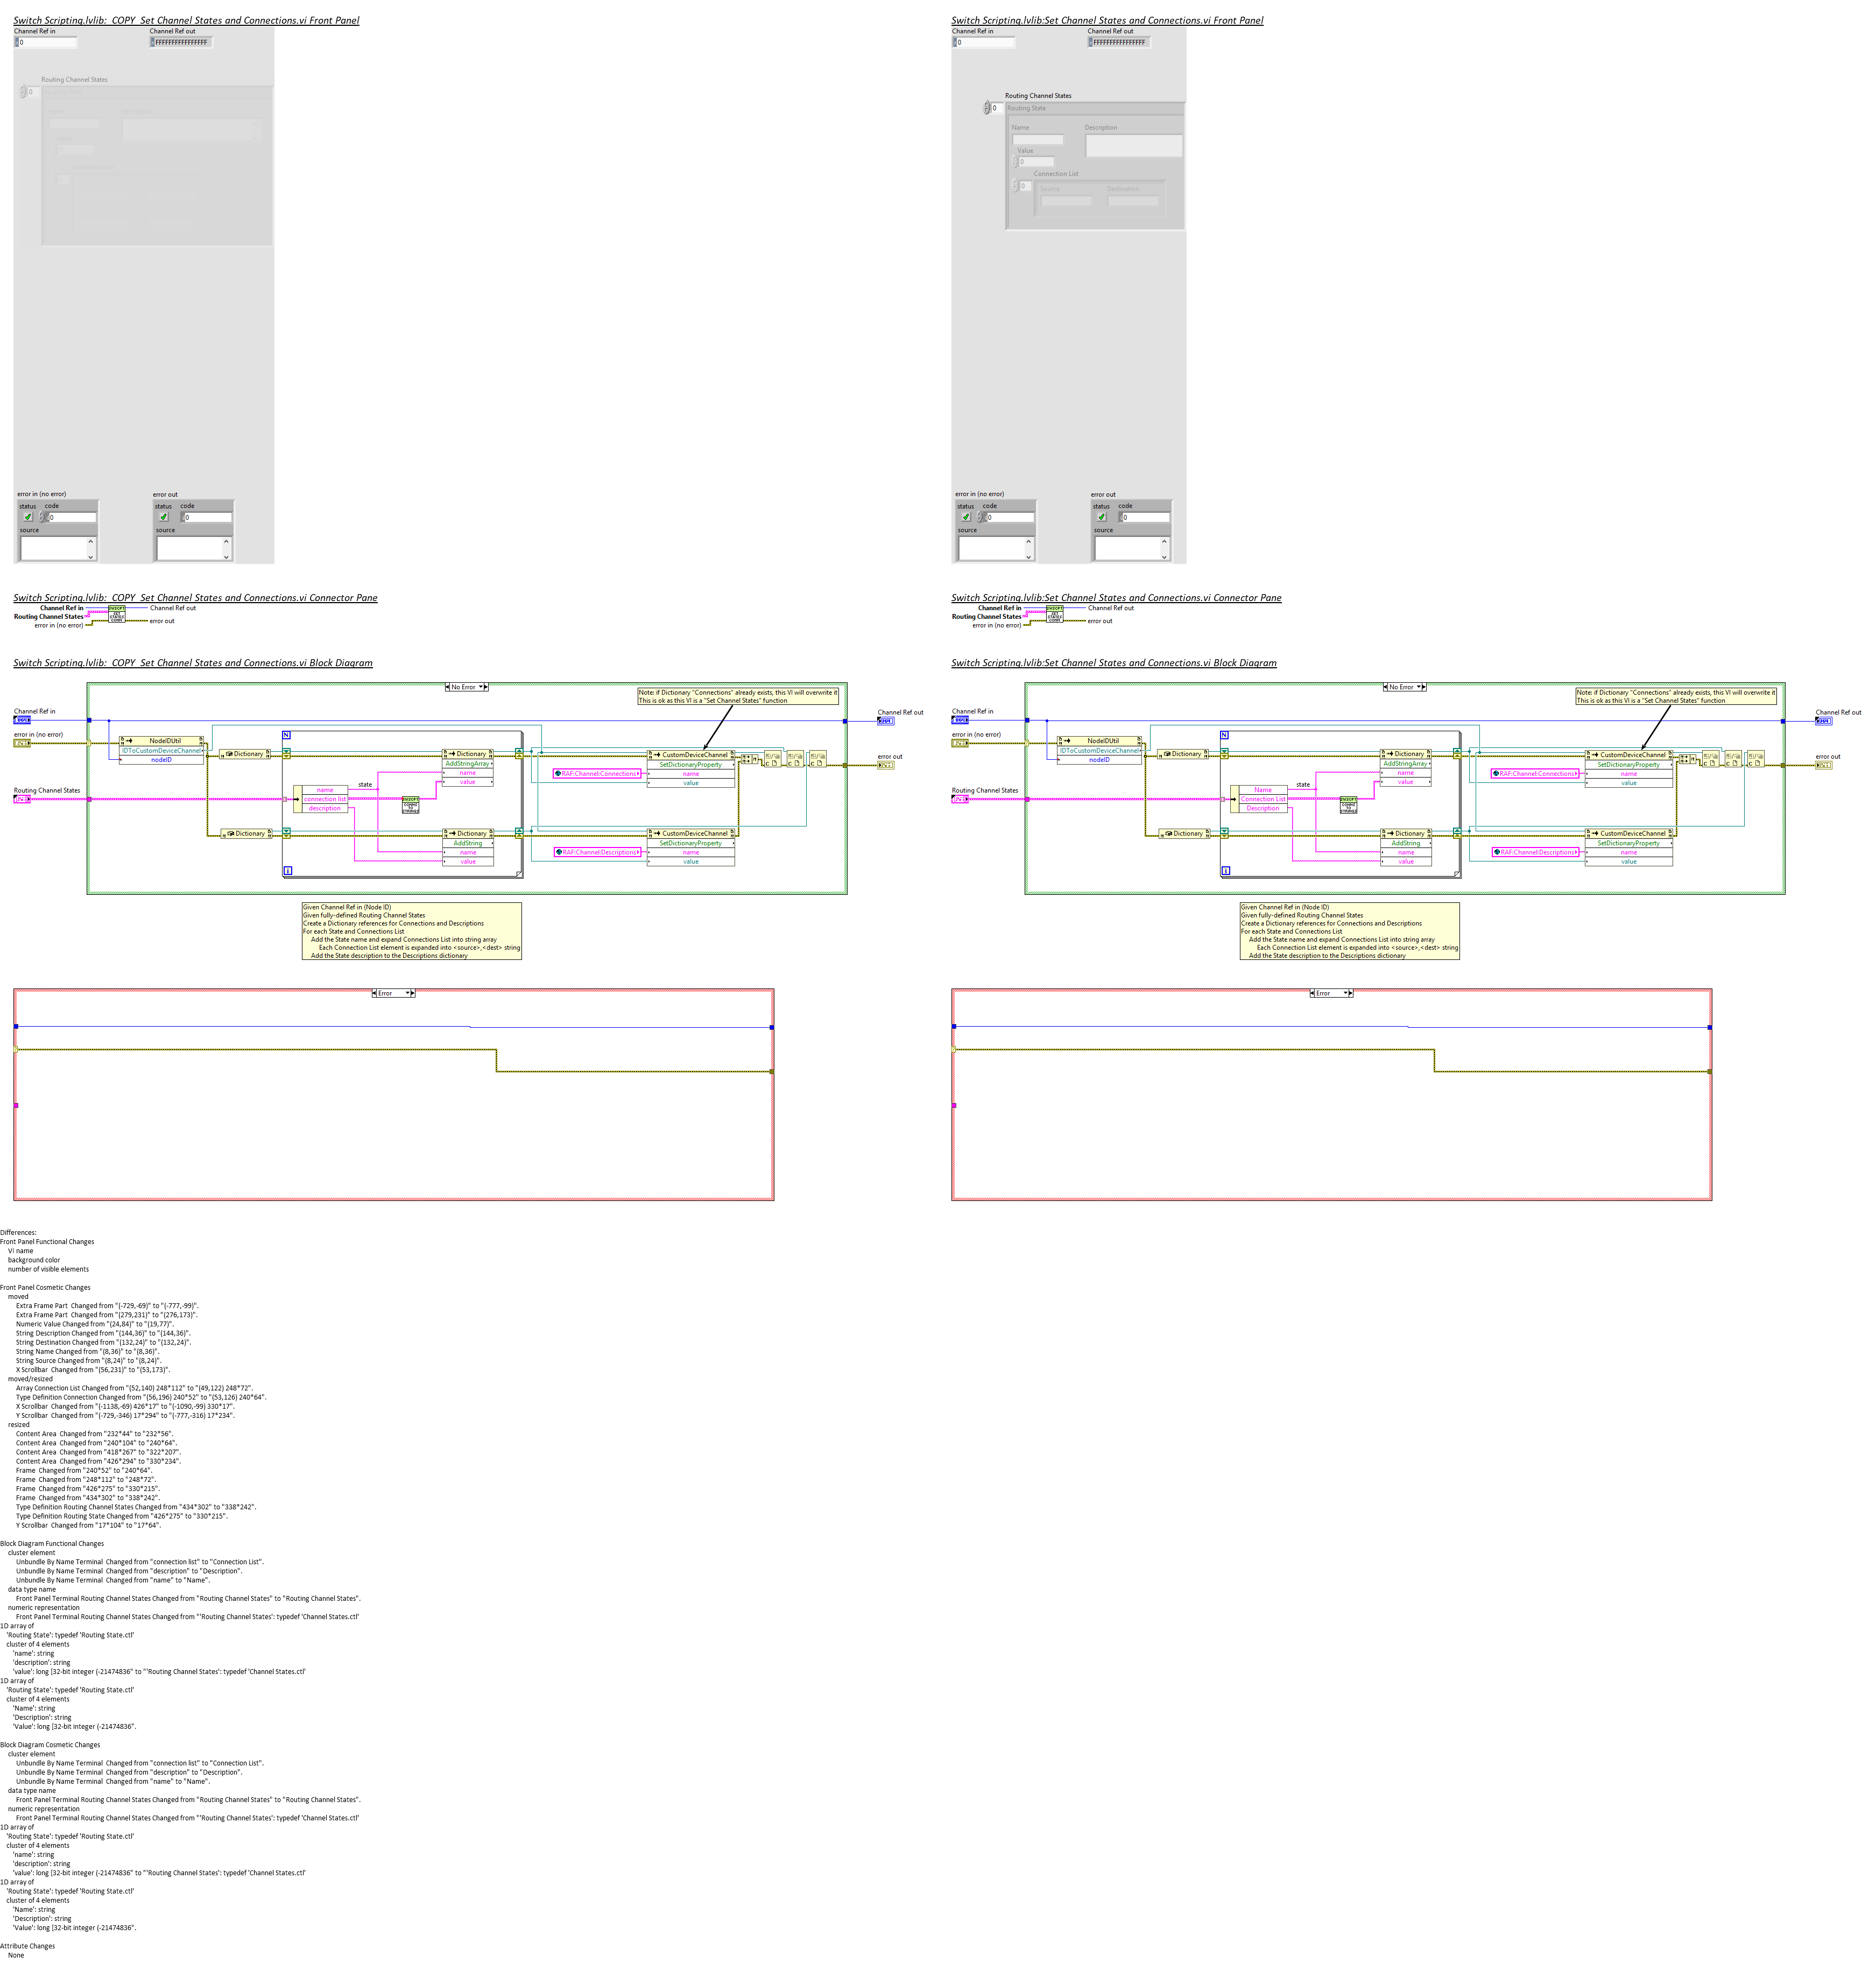 Switch Scripting.lvlib:_COPY_Set Channel States and Connections.vi Front Panel
Channel Ref in
Channel Ref out
0
FFFFFFFFFFFFFFF
Routing Channel States
0
error in (no error)
error out
status code
0
status code
0
source
source
Switch Scripting.lvlib:_COPY_Set Channel States and Connections.vi Connector Pane
Channel Ref in
Channel Ref out
Routing Channel States
error in (no error)
error out
Switch Scripting.lvlib:_COPY_Set Channel States and Connections.vi Block Diagram
No Error
Note: if Dictionary "Connections" already exists, this VI will overwrite it
This is ok as this VI is a "Set Channel States" function
Channel Ref in
Channel Ref out
error in (no error)
error out
NodeIDUtil
IDToCustomDeviceChannel
nodeID
Dictionary
N
Dictionary
AddStringArray
name
value
CustomDeviceChannel
SetDictionaryProperty
name
value
RAF:Channel:Connections
Routing Channel States
state
name
connection list
description
Dictionary
Dictionary
AddString
name
value
i
CustomDeviceChannel
SetDictionaryProperty
name
value
RAF:Channel:Descriptions
Given Channel Ref in (Node ID)
Given fully-defined Routing Channel States
Create a Dictionary references for Connections and Descriptions
For each State and Connections List
Add the State name and expand Connections List into string array
Each Connection List element is expanded into <source>,<dest> string
Add the State description to the Descriptions dictionary
Error
Switch Scripting.lvlib:Set Channel States and Connections.vi Front Panel
Channel Ref in
Channel Ref out
0
FFFFFFFFFFFFFFF
Routing Channel States
0
Routing State
Name
Description
Value
0
Connection List
0
Source
Destination
error in (no error)
error out
status code
0
status code
0
source
source
Switch Scripting.lvlib:Set Channel States and Connections.vi Connector Pane
Channel Ref in
Channel Ref out
Routing Channel States
error in (no error)
error out
Switch Scripting.lvlib:Set Channel States and Connections.vi Block Diagram
No Error
Note: if Dictionary "Connections" already exists, this VI will overwrite it
This is ok as this VI is a "Set Channel States" function
Channel Ref in
Channel Ref out
error in (no error)
error out
NodeIDUtil
IDToCustomDeviceChannel
nodeID
Dictionary
N
Dictionary
AddStringArray
name
value
CustomDeviceChannel
SetDictionaryProperty
name
value
RAF:Channel:Connections
Routing Channel States
state
Name
Connection List
Description
Dictionary
Dictionary
AddString
name
value
i
CustomDeviceChannel
SetDictionaryProperty
name
value
RAF:Channel:Descriptions
Given Channel Ref in (Node ID)
Given fully-defined Routing Channel States
Create a Dictionary references for Connections and Descriptions
For each State and Connections List
Add the State name and expand Connections List into string array
Each Connection List element is expanded into <source>,<dest> string
Add the State description to the Descriptions dictionary
Error
Differences:
Front Panel Functional Changes
VI name
background color
number of visible elements
Front Panel Cosmetic Changes
moved
Extra Frame Part  Changed from "(-729,-69)" to "(-777,-99)".
Extra Frame Part  Changed from "(279,231)" to "(276,173)".
Numeric Value Changed from "(24,84)" to "(19,77)".
String Description Changed from "(144,36)" to "(144,36)".
String Destination Changed from "(132,24)" to "(132,24)".
String Name Changed from "(8,36)" to "(8,36)".
String Source Changed from "(8,24)" to "(8,24)".
X Scrollbar  Changed from "(56,231)" to "(53,173)".
moved/resized
Array Connection List Changed from "(52,140) 248*112" to "(49,122) 248*72".
Type Definition Connection Changed from "(56,196) 240*52" to "(53,126) 240*64".
X Scrollbar  Changed from "(-1138,-69) 426*17" to "(-1090,-99) 330*17".
Y Scrollbar  Changed from "(-729,-346) 17*294" to "(-777,-316) 17*234".
resized
Content Area  Changed from "232*44" to "232*56".
Content Area  Changed from "240*104" to "240*64".
Content Area  Changed from "418*267" to "322*207".
Content Area  Changed from "426*294" to "330*234".
Frame  Changed from "240*52" to "240*64".
Frame  Changed from "248*112" to "248*72".
Frame  Changed from "426*275" to "330*215".
Frame  Changed from "434*302" to "338*242".
Type Definition Routing Channel States Changed from "434*302" to "338*242".
Type Definition Routing State Changed from "426*275" to "330*215".
Y Scrollbar  Changed from "17*104" to "17*64".
Block Diagram Functional Changes
cluster element
Unbundle By Name Terminal  Changed from "connection list" to "Connection List".
Unbundle By Name Terminal  Changed from "description" to "Description".
Unbundle By Name Terminal  Changed from "name" to "Name".
data type name
Front Panel Terminal Routing Channel States Changed from "Routing Channel States" to "Routing Channel States".
numeric representation
Front Panel Terminal Routing Channel States Changed from "'Routing Channel States': typedef 'Channel States.ctl'
1D array of
'Routing State': typedef 'Routing State.ctl'
cluster of 4 elements
'name': string
'description': string
'value': long [32-bit integer (-21474836" to "'Routing Channel States': typedef 'Channel States.ctl'
1D array of
'Routing State': typedef 'Routing State.ctl'
cluster of 4 elements
'Name': string
'Description': string
'Value': long [32-bit integer (-21474836".
Block Diagram Cosmetic Changes
cluster element
Unbundle By Name Terminal  Changed from "connection list" to "Connection List".
Unbundle By Name Terminal  Changed from "description" to "Description".
Unbundle By Name Terminal  Changed from "name" to "Name".
data type name
Front Panel Terminal Routing Channel States Changed from "Routing Channel States" to "Routing Channel States".
numeric representation
Front Panel Terminal Routing Channel States Changed from "'Routing Channel States': typedef 'Channel States.ctl'
1D array of
'Routing State': typedef 'Routing State.ctl'
cluster of 4 elements
'name': string
'description': string
'value': long [32-bit integer (-21474836" to "'Routing Channel States': typedef 'Channel States.ctl'
1D array of
'Routing State': typedef 'Routing State.ctl'
cluster of 4 elements
'Name': string
'Description': string
'Value': long [32-bit integer (-21474836".
Attribute Changes
None